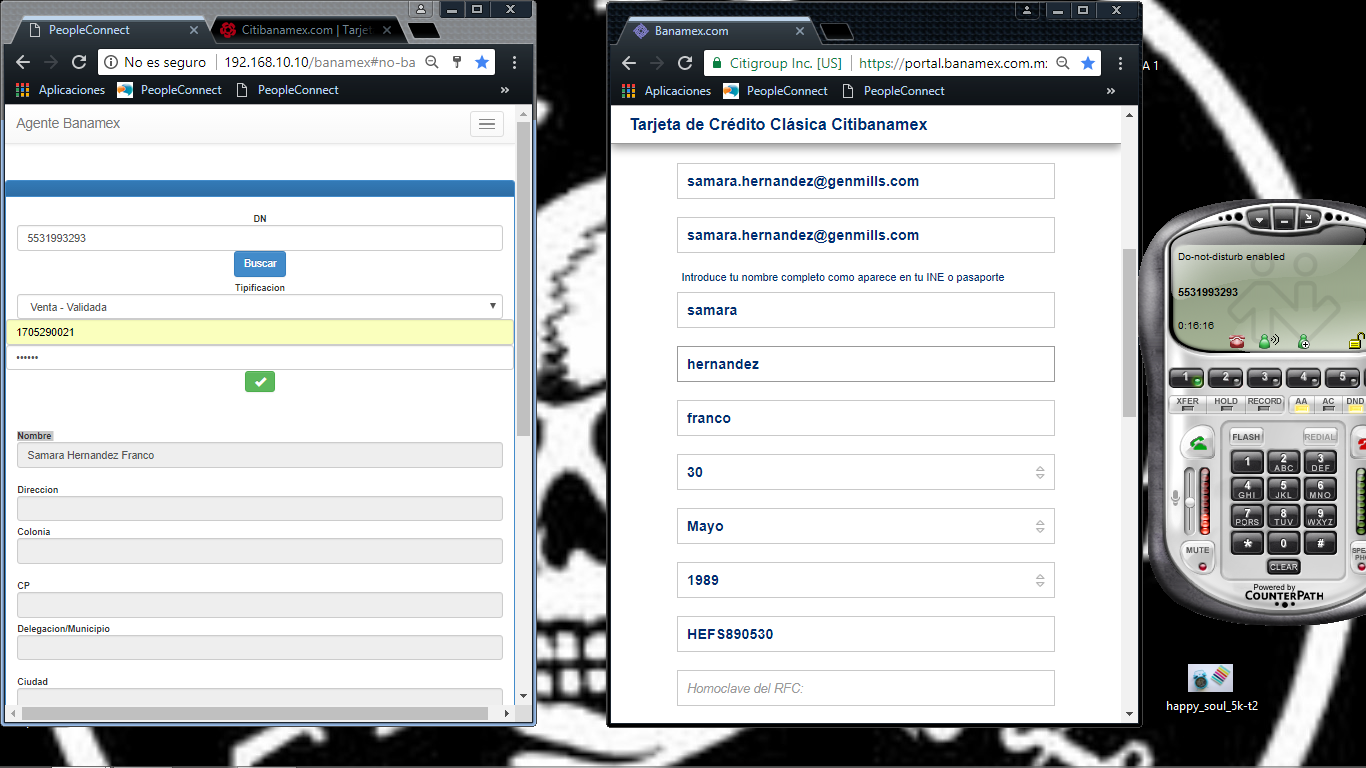 PeopleConnect
Citibanamex.com | Tarjet
No es seguro
192.168.10.10/banamex#no-ba
Aplicaciones
PeopleConnect
PeopleConnect
»
Agente Banamex
DN
5531993293
Buscar
Tipificacion
Venta - Validada
1705290021
••••••
Nombre
Samara Hernandez Franco
Direccion
Colonia
CP
Delegacion/Municipio
Ciudad
Banamex.com
Citigroup Inc. [US]
https://portal.banamex.com.mx
Aplicaciones
PeopleConnect
PeopleConnect
»
Tarjeta de Crédito Clásica Citibanamex
samara.hernandez@genmills.com
samara.hernandez@genmills.com
Introduce tu nombre completo como aparece en tu INE o pasaporte
samara
hernandez
franco
30
Mayo
1989
HEFS890530
Homoclave del RFC:
A 1
Do-not-disturb enabled
5531993293
0:16:16
1 2 3 4 5
XFER HOLD RECORD AA AC DND
FLASH REDIAL
1 2 ABC 3 DEF
4 GHI 5 JKL 6 MNO
7 PQRS 8 TUV 9 WXYZ
* 0 #
MUTE
CLEAR
Powered by
COUNTERPATH
happy_soul_5k-t2